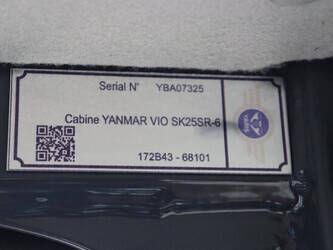 Serial N° YBA07325
Cabine YANMAR VIO SK25SR-6
172B43 - 68101